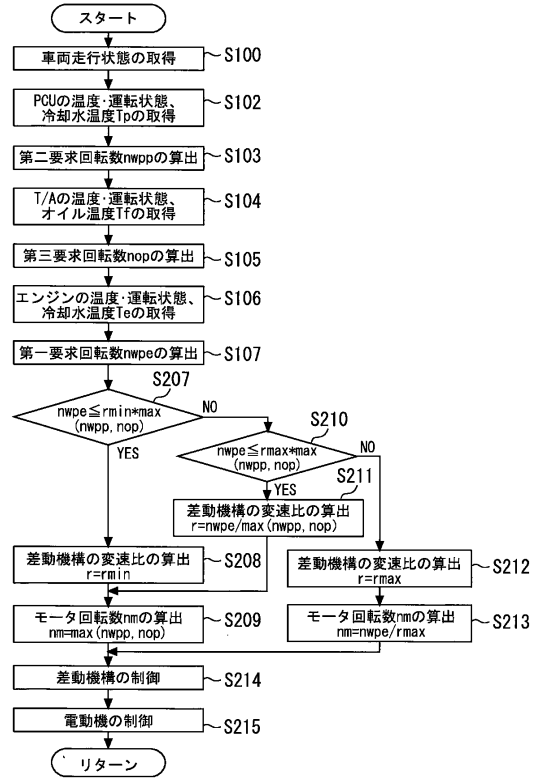 スタート
車両走行状態の取得
S100
PCUの温度・運転状態、
冷却水温度Tpの取得
S102
第二要求回転数nwppの算出
S103
T/Aの温度・運転状態、
オイル温度Tfの取得
S104
第三要求回転数nopの算出
S105
エンジンの温度・運転状態、
冷却水温度Teの取得
S106
第一要求回転数nwpeの算出
S107
S207
nwpe≦rmin*max
(nwpp,nop)
NO
YES
S210
nwpe≦rmax*max
(nwpp,nop)
NO
YES
S211
差動機構の変速比の算出
r=nwpe/max(nwpp,nop)
差動機構の変速比の算出
r=rmin
S208
差動機構の変速比の算出
r=rmax
S212
モータ回転数nmの算出
nm=max(nwpp,nop)
S209
モータ回転数nmの算出
nm=nwpe/rmax
S213
差動機構の制御
S214
電動機の制御
S215
リターン